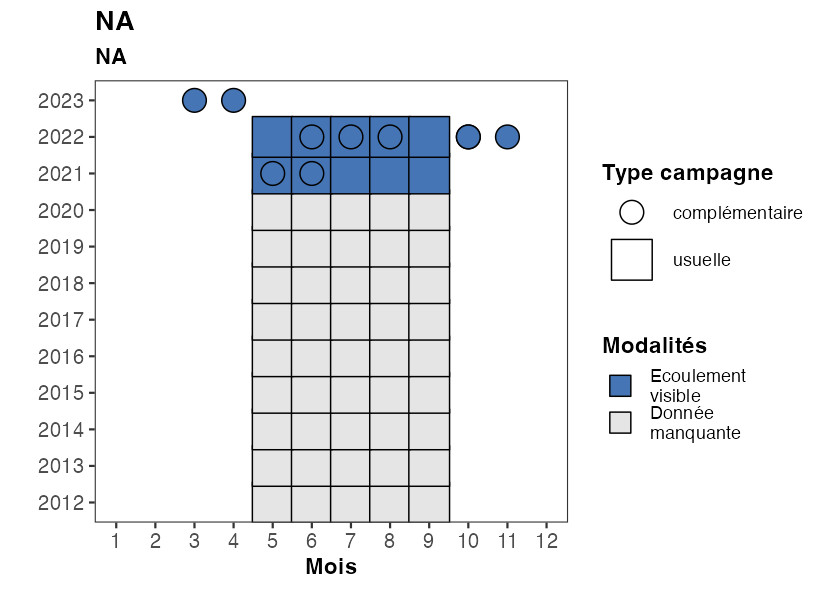 NA
NA
2023
2022
2021
2020
2019
2018
2017
2016
2015
2014
2013
2012
1 2 3 4 5 6 7 8 9 10 11 12
Mois
Type campagne
complémentaire
usuelle
Modalités
Ecoulement
visible
Donnée
manquante